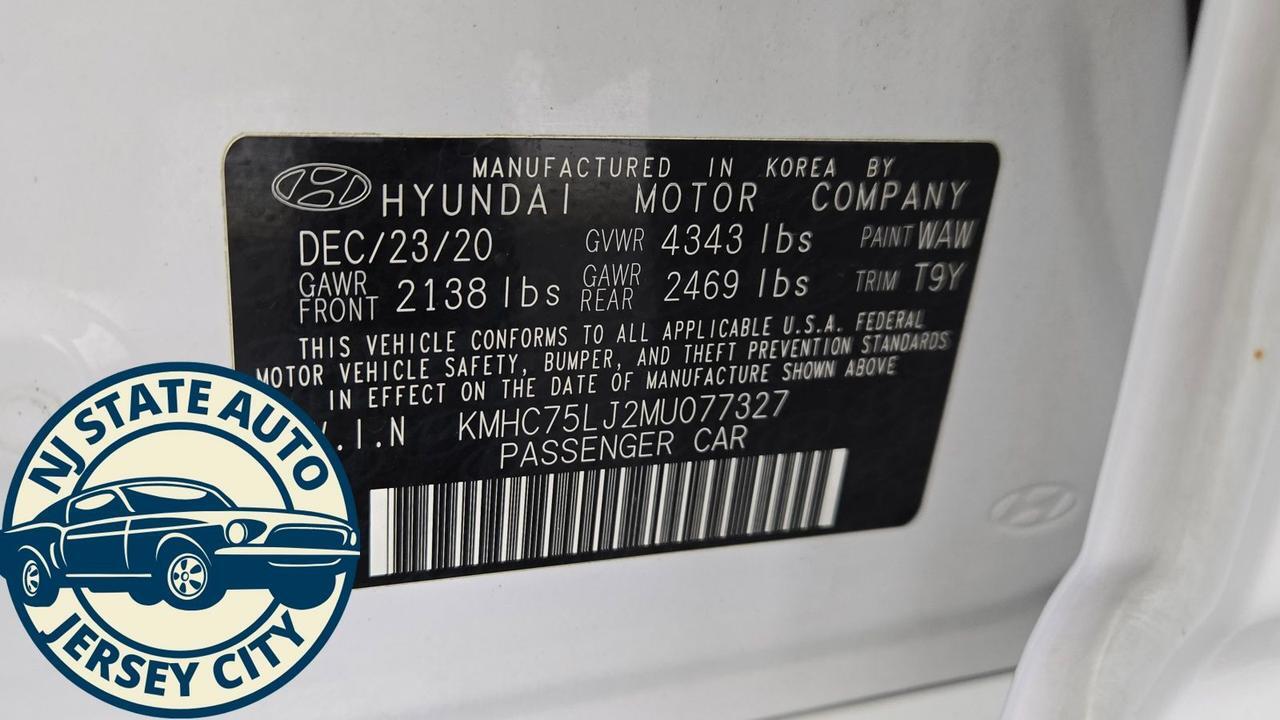 MANUFACTURED IN KOREA BY
HYUNDAI MOTOR COMPANY
DEC/23/20 GVWR 4343 lbs PAINT WAW
GAWR FRONT 2138 lbs GAWR REAR 2469 lbs TRIM T9Y
THIS VEHICLE CONFORMS TO ALL APPLICABLE U.S.A. FEDERAL
MOTOR VEHICLE SAFETY, BUMPER, AND THEFT PREVENTION STANDARDS
IN EFFECT ON THE DATE OF MANUFACTURE SHOWN ABOVE
V.I.N KMHC75LJ2MU077327
PASSENGER CAR
NJ STATE AUTO
JERSEY CITY